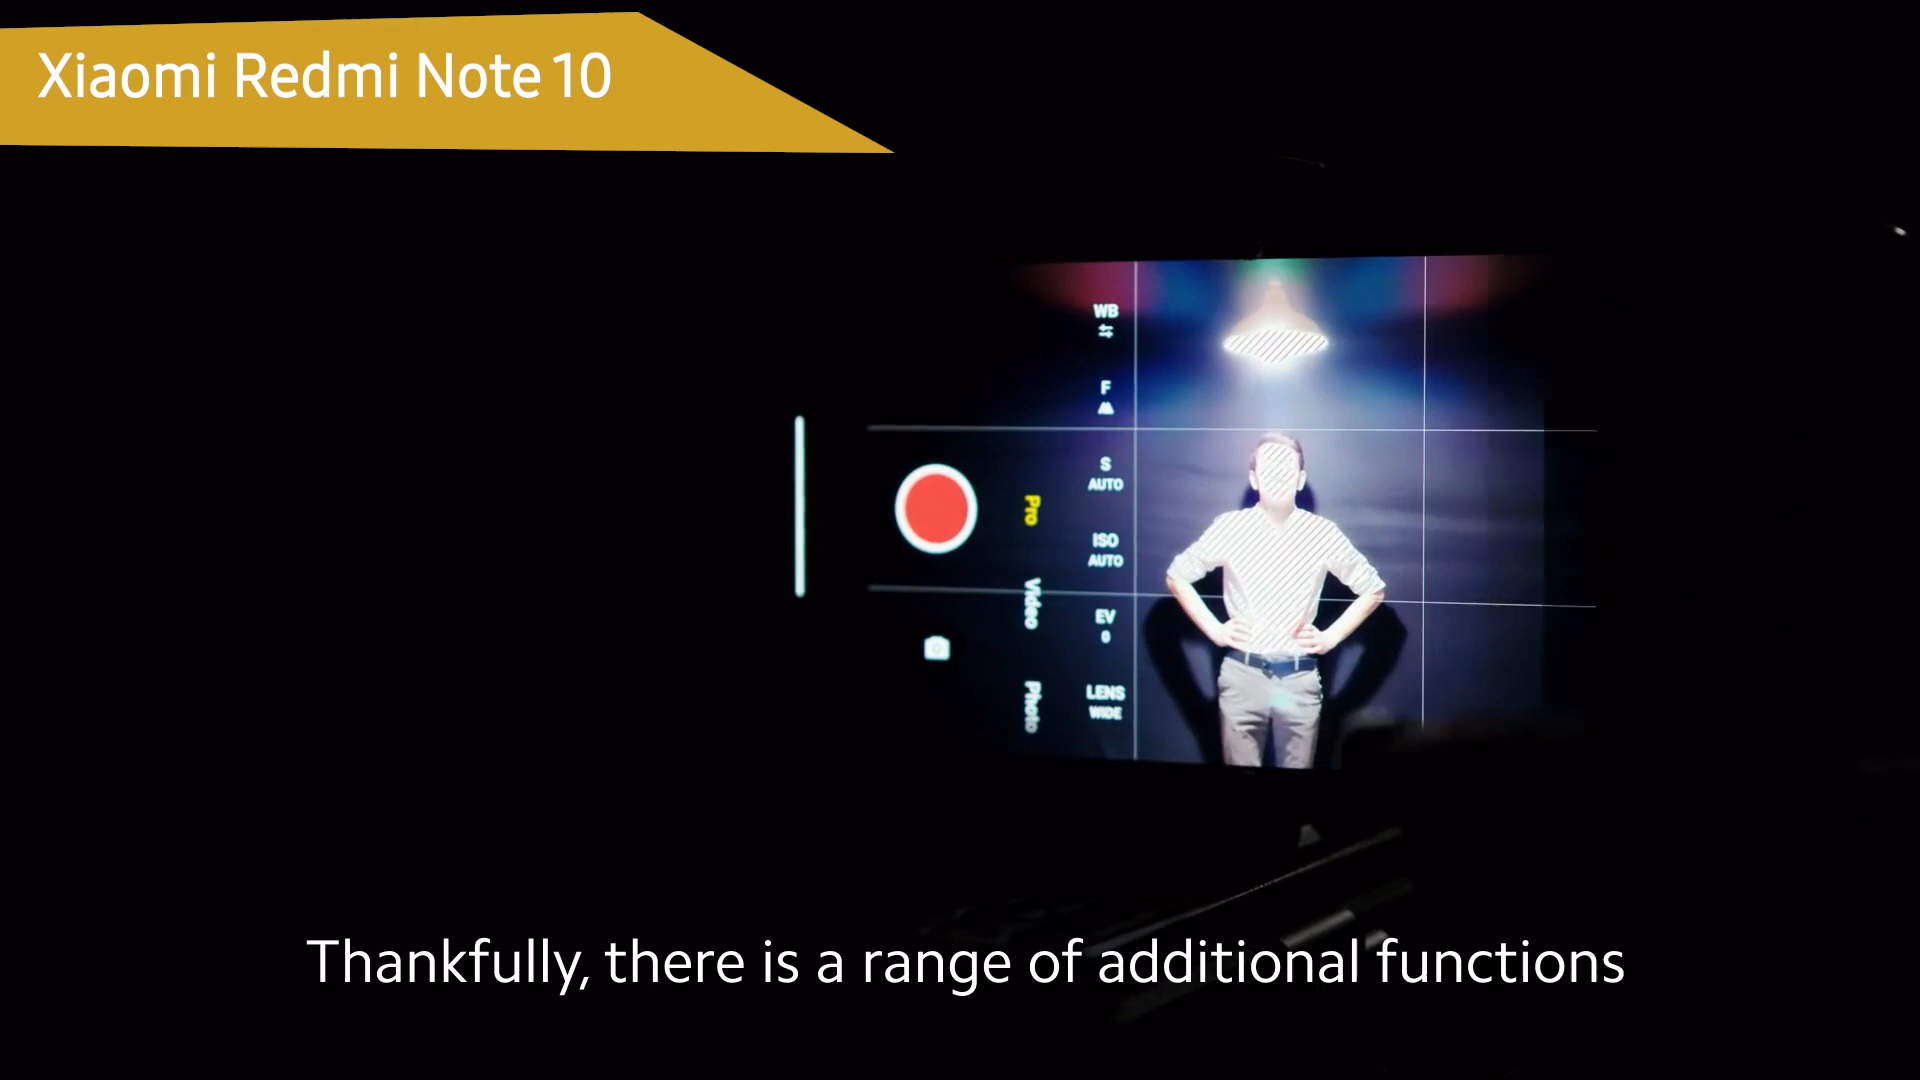 Xiaomi Redmi Note 10
WB
F
S
AUTO
ISO
AUTO
EV
0
LENS
WIDE
Pro
Video
Photo
Thankfully, there is a range of additional functions